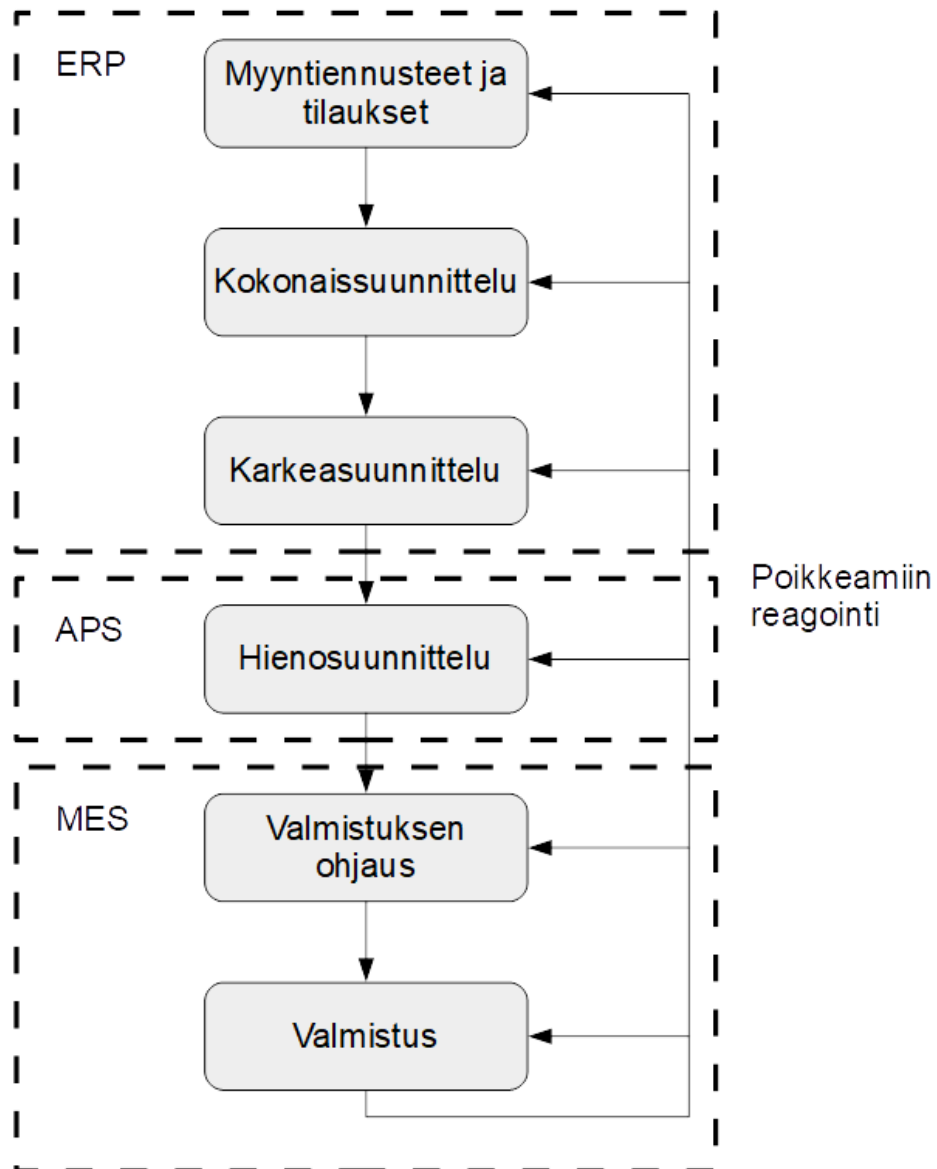 ERP
Myyntiennusteet ja
tilaukset
Kokonaissuunnittelu
Karkeasuunnittelu
Poikkeamiin
reagointi
APS
Hienosuunnittelu
MES
Valmistuksen
ohjaus
Valmistus